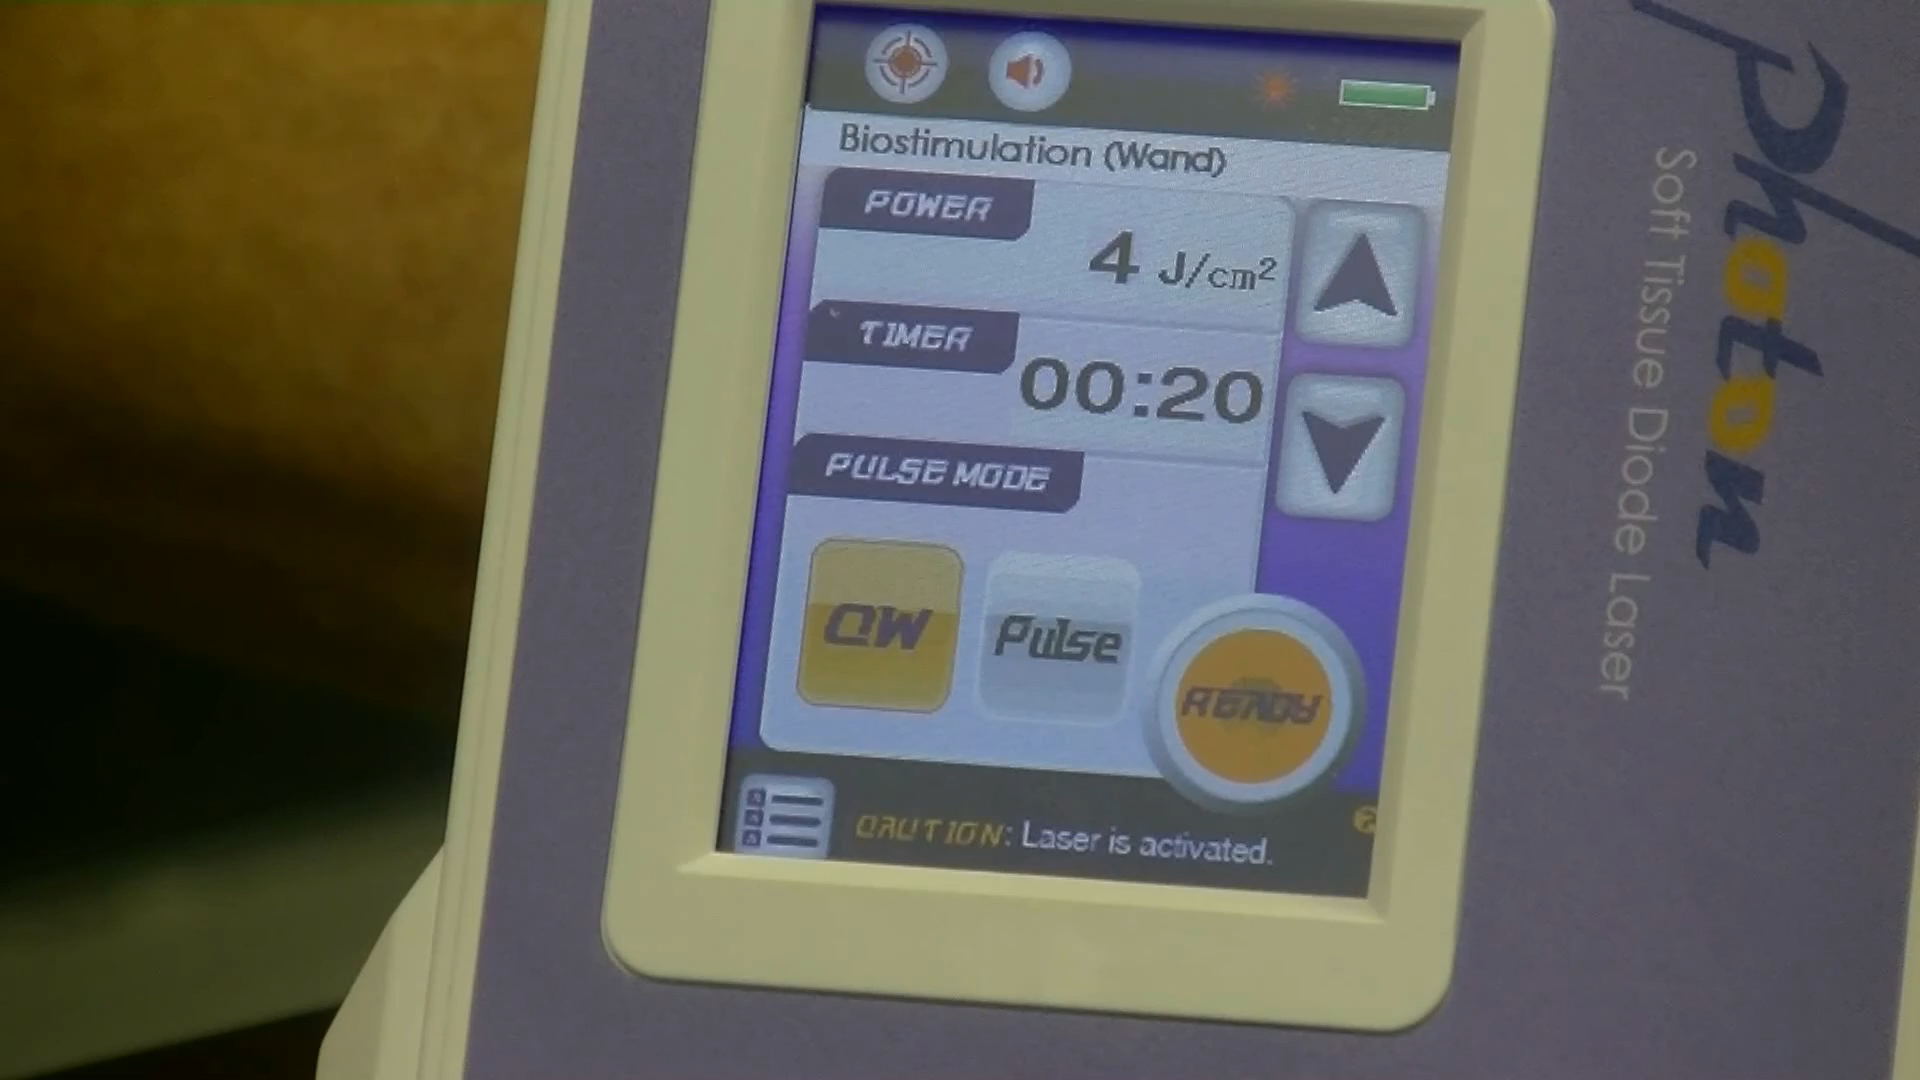 Biostimulation (Wand)
POWER
4 J/cm²
TIMER
00:20
PULSE MODE
CW
Pulse
READY
CAUTION: Laser is activated.
photon
Soft Tissue Diode Laser